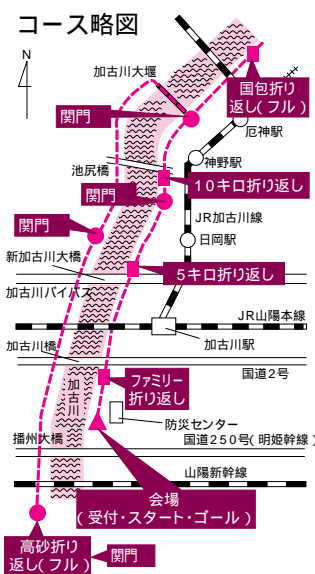 コース略図
N
加古川大堰
国包折り
返し(フル)
関門
厄神駅
池尻橋
神野駅
10キロ折り返し
関門
JR加古川線
関門
日岡駅
新加古川大橋
5キロ折り返し
加古川バイパス
JR山陽本線
加古川橋
加古川駅
国道2号
加古川
ファミリー
折り返し
防災センター
播州大橋
国道250号(明姫幹線)
山陽新幹線
会場
(受付・スタート・ゴール)
高砂折り
返し(フル)
関門